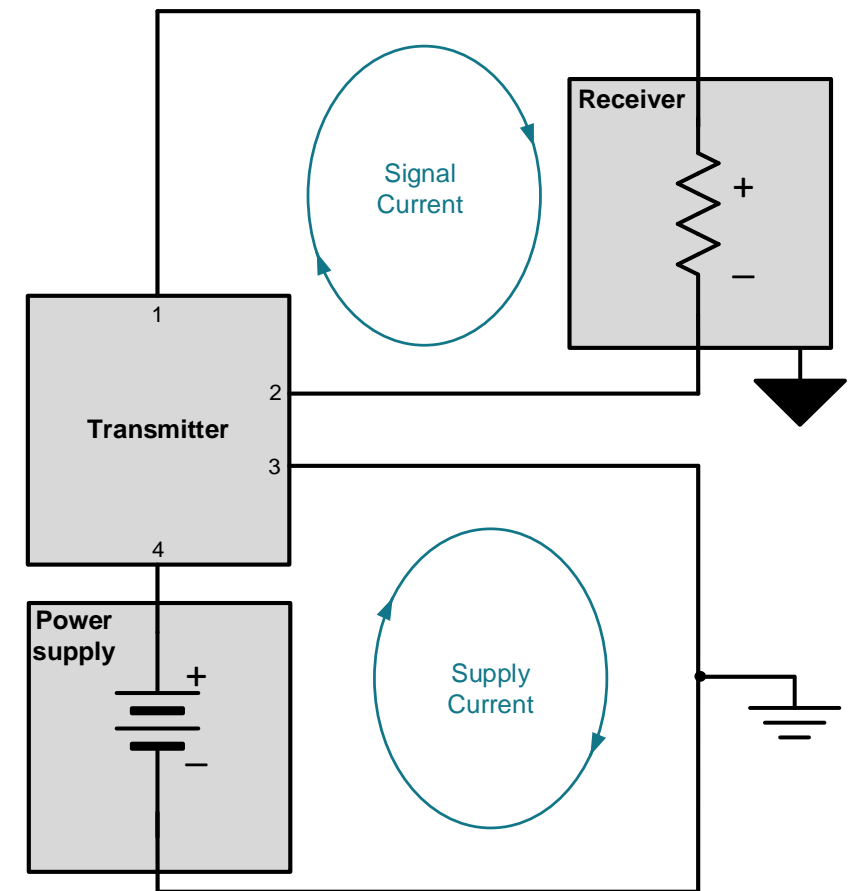 Receiver
Signal
Current
+
–
1
2
Transmitter
3
4
Power
supply
+
–
Supply
Current